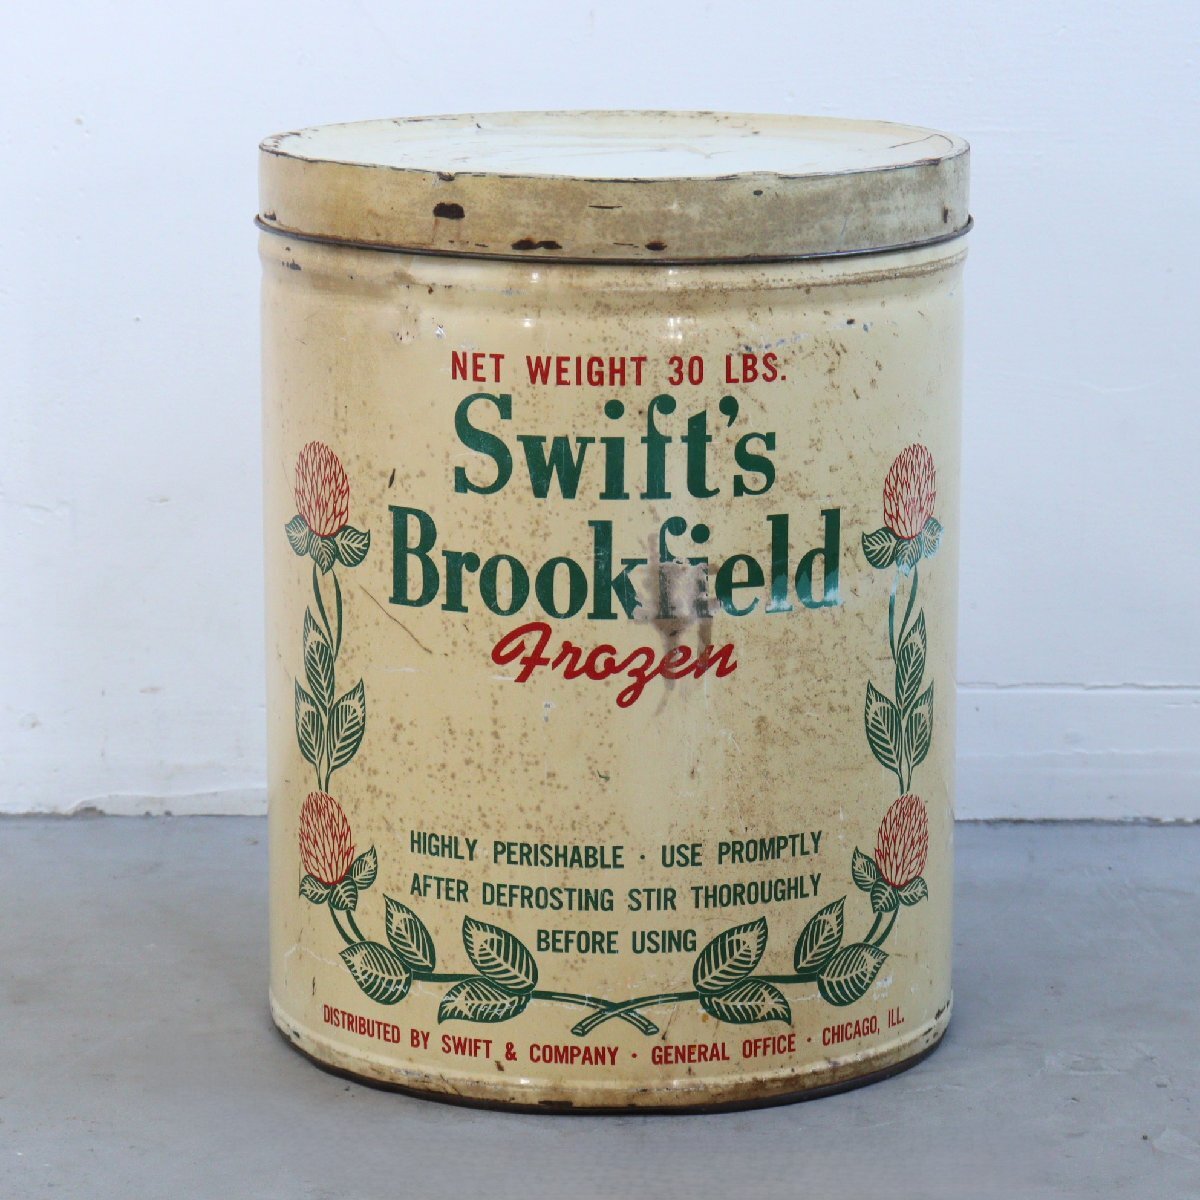 NET WEIGHT 30 LBS.
Swift's
Brookfield
Frozen
HIGHLY PERISHABLE · USE PROMPTLY
AFTER DEFROSTING STIR THOROUGHLY
BEFORE USING
DISTRIBUTED BY SWIFT & COMPANY · GENERAL OFFICE · CHICAGO, ILL.